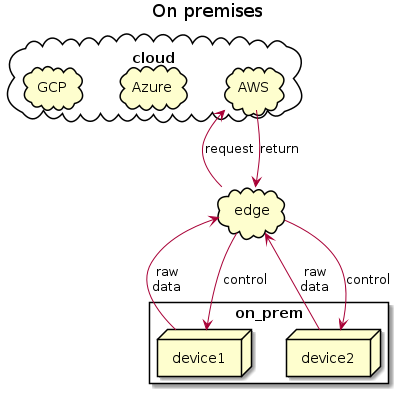 On premises
cloud
GCP
Azure
AWS
request
return
edge
raw
data
control
raw
data
control
on_prem
device1
device2